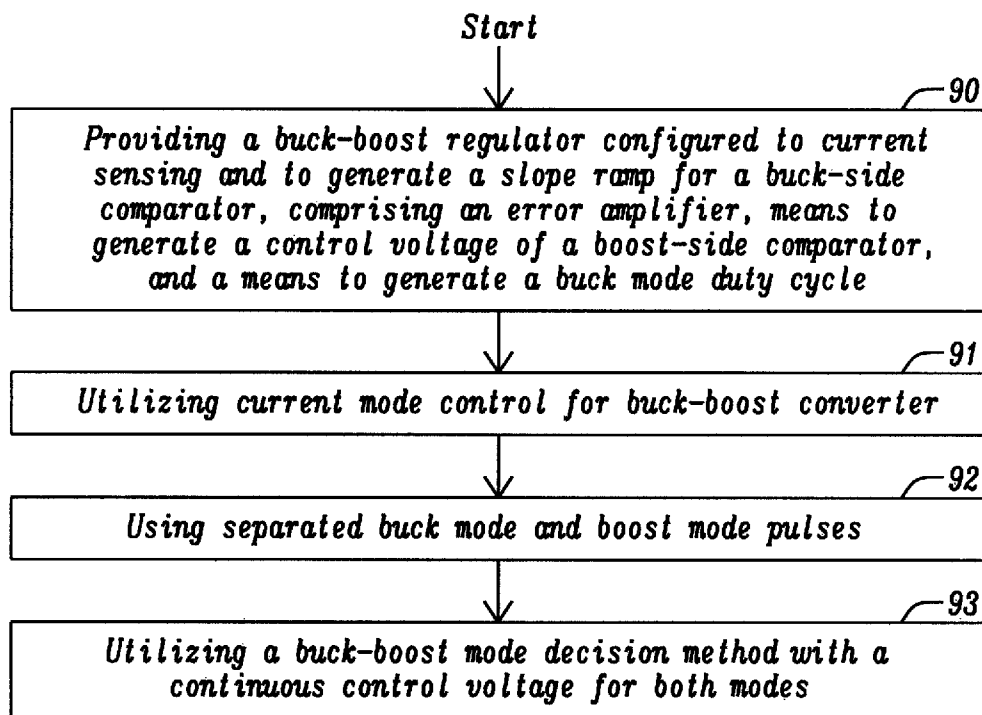 Start
90
Providing a buck-boost regulator configured to current
sensing and to generate a slope ramp for a buck-side
comparator, comprising an error amplifier, means to
generate a control voltage of a boost-side comparator,
and a means to generate a buck mode duty cycle
91
Utilizing current mode control for buck-boost converter
92
Using separated buck mode and boost mode pulses
93
Utilizing a buck-boost mode decision method with a
continuous control voltage for both modes